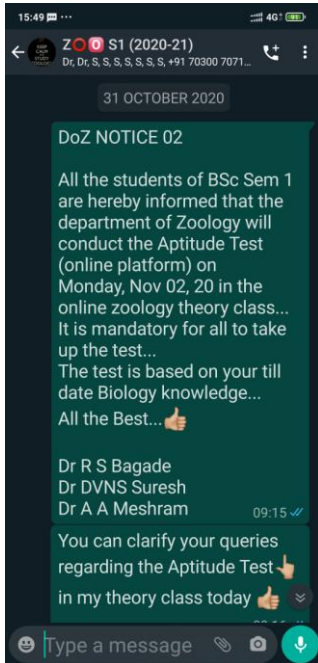 15:49
4G
Z⭕🅾️ S1 (2020-21)
Dr, Dr, S, S, S, S, S, S, +91 70300 7071...
31 OCTOBER 2020
DoZ NOTICE 02
All the students of BSc Sem 1
are hereby informed that the
department of Zoology will
conduct the Aptitude Test
(online platform) on
Monday, Nov 02, 20 in the
online zoology theory class...
It is mandatory for all to take
up the test...
The test is based on your till
date Biology knowledge...
All the Best...👍
Dr R S Bagade
Dr DVNS Suresh
Dr A A Meshram
09:15
You can clarify your queries
regarding the Aptitude Test👆
in my theory class today 👍
Type a message